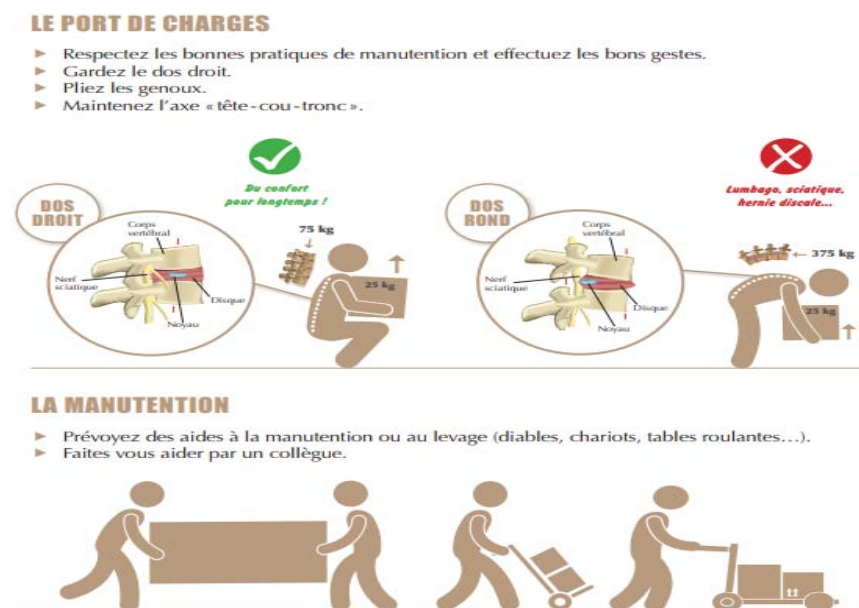 LE PORT DE CHARGES
► Respectez les bonnes pratiques de manutention et effectuez les bons gestes.
► Gardez le dos droit.
► Pliez les genoux.
► Maintenez l'axe « tête - cou - tronc ».
Du confort
pour longtemps !
Lumbago, sciatique,
hernie discale...
DOS
DROIT
Corps
vertébral
Nerf
sciatique
Disque
Noyau
75 kg
25 kg
DOS
ROND
Corps
vertébral
Nerf
sciatique
Disque
Noyau
375 kg
25 kg
LA MANUTENTION
► Prévoyez des aides à la manutention ou au levage (diables, chariots, tables roulantes...).
► Faites vous aider par un collègue.